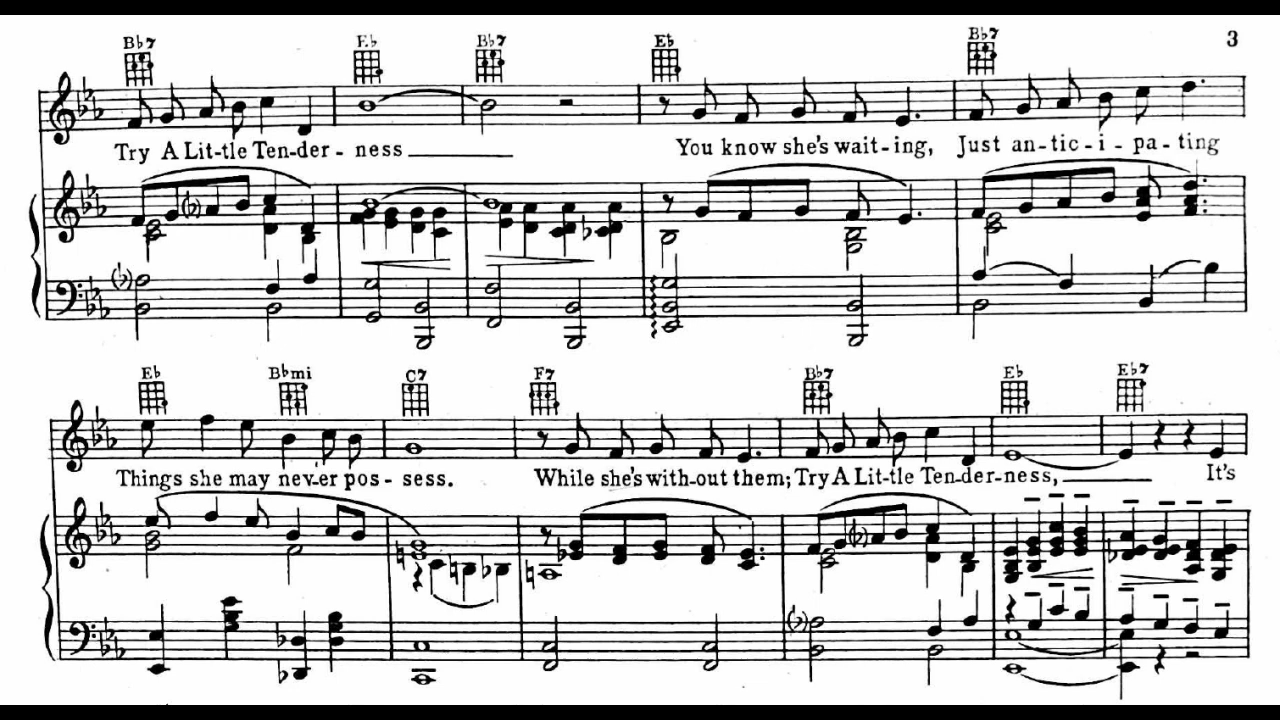 Bb7 Eb Bb7 Eb Bb7 3
Try A Lit-tle Ten-der-ness You know she's wait-ing, Just an-tic-i-pa-ting
Eb Bbmi C7 F7 Bb7 Eb Eb7
Things she may nev-er pos-sess. While she's with-out them; Try A Lit-tle Ten-der-ness, It's